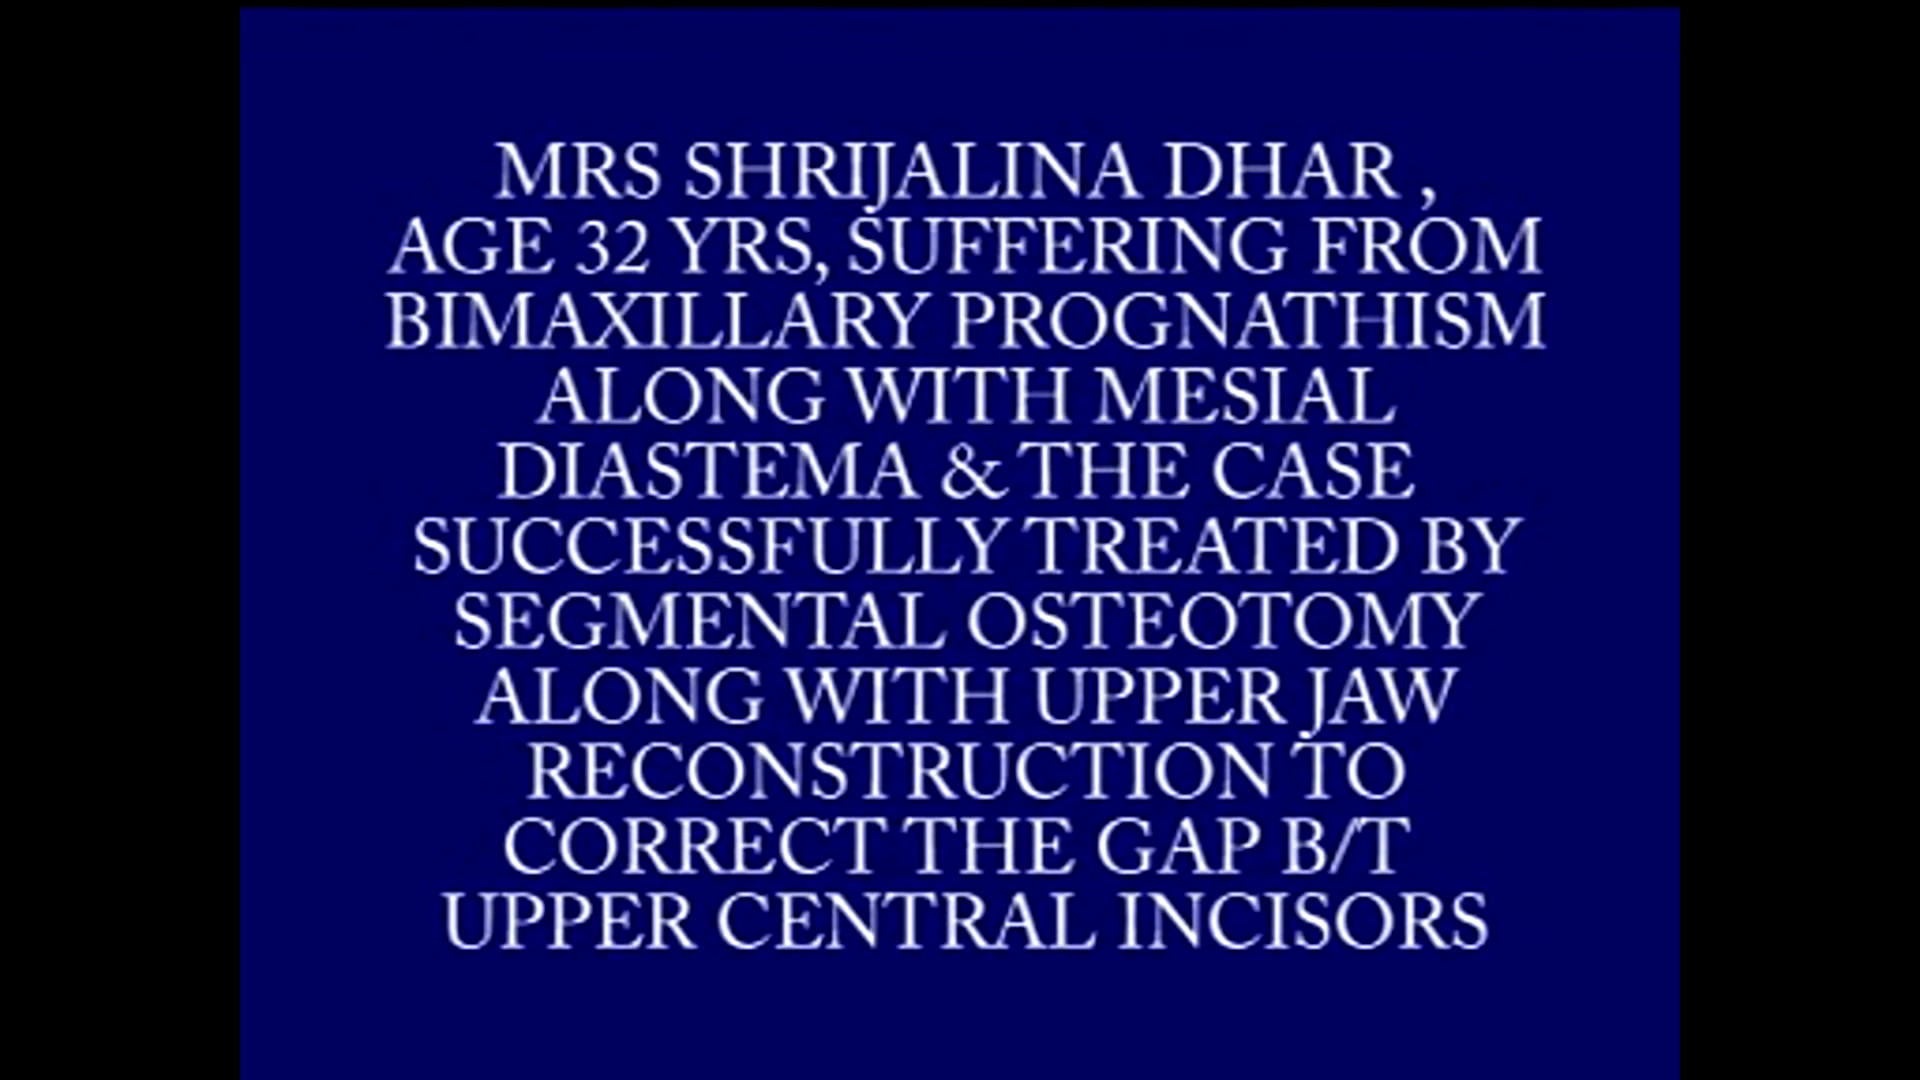 MRS SHRIJALINA DHAR ,
AGE 32 YRS, SUFFERING FROM
BIMAXILLARY PROGNATHISM
ALONG WITH MESIAL
DIASTEMA & THE CASE
SUCCESSFULLY TREATED BY
SEGMENTAL OSTEOTOMY
ALONG WITH UPPER JAW
RECONSTRUCTION TO
CORRECT THE GAP B/T
UPPER CENTRAL INCISORS